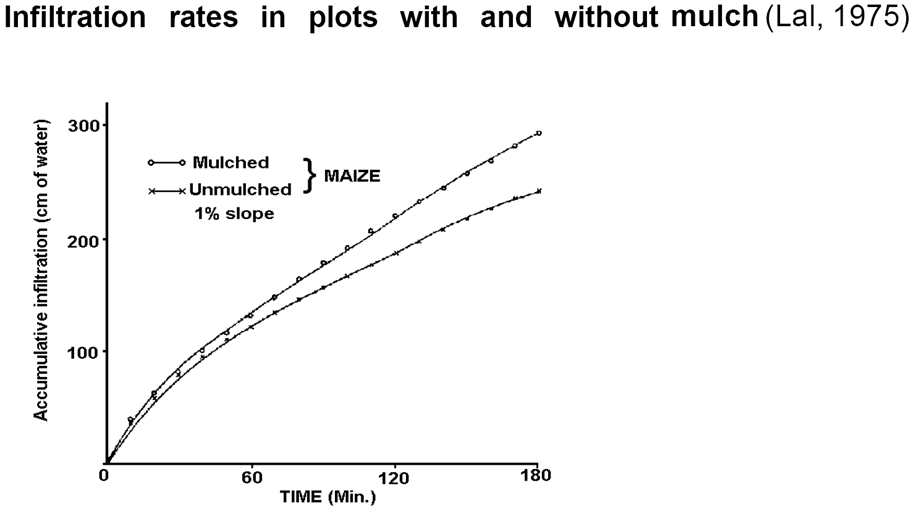 Infiltration rates in plots with and without mulch (Lal, 1975)
Accumulative infiltration (cm of water)
300
200
100
0
60
120
180
TIME (Min.)
Mulched
Unmulched
1% slope
} MAIZE